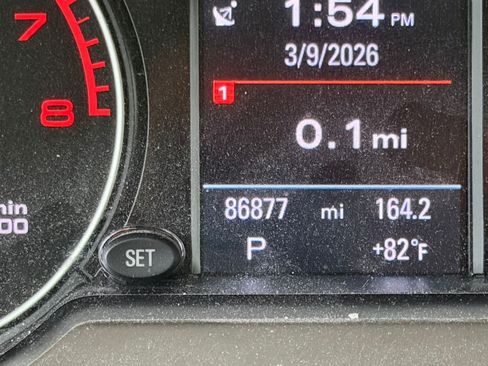 1:54 PM
3/9/2026
7
1
8
0.1 mi
min
00
86877 mi 164.2
SET
P +82°F